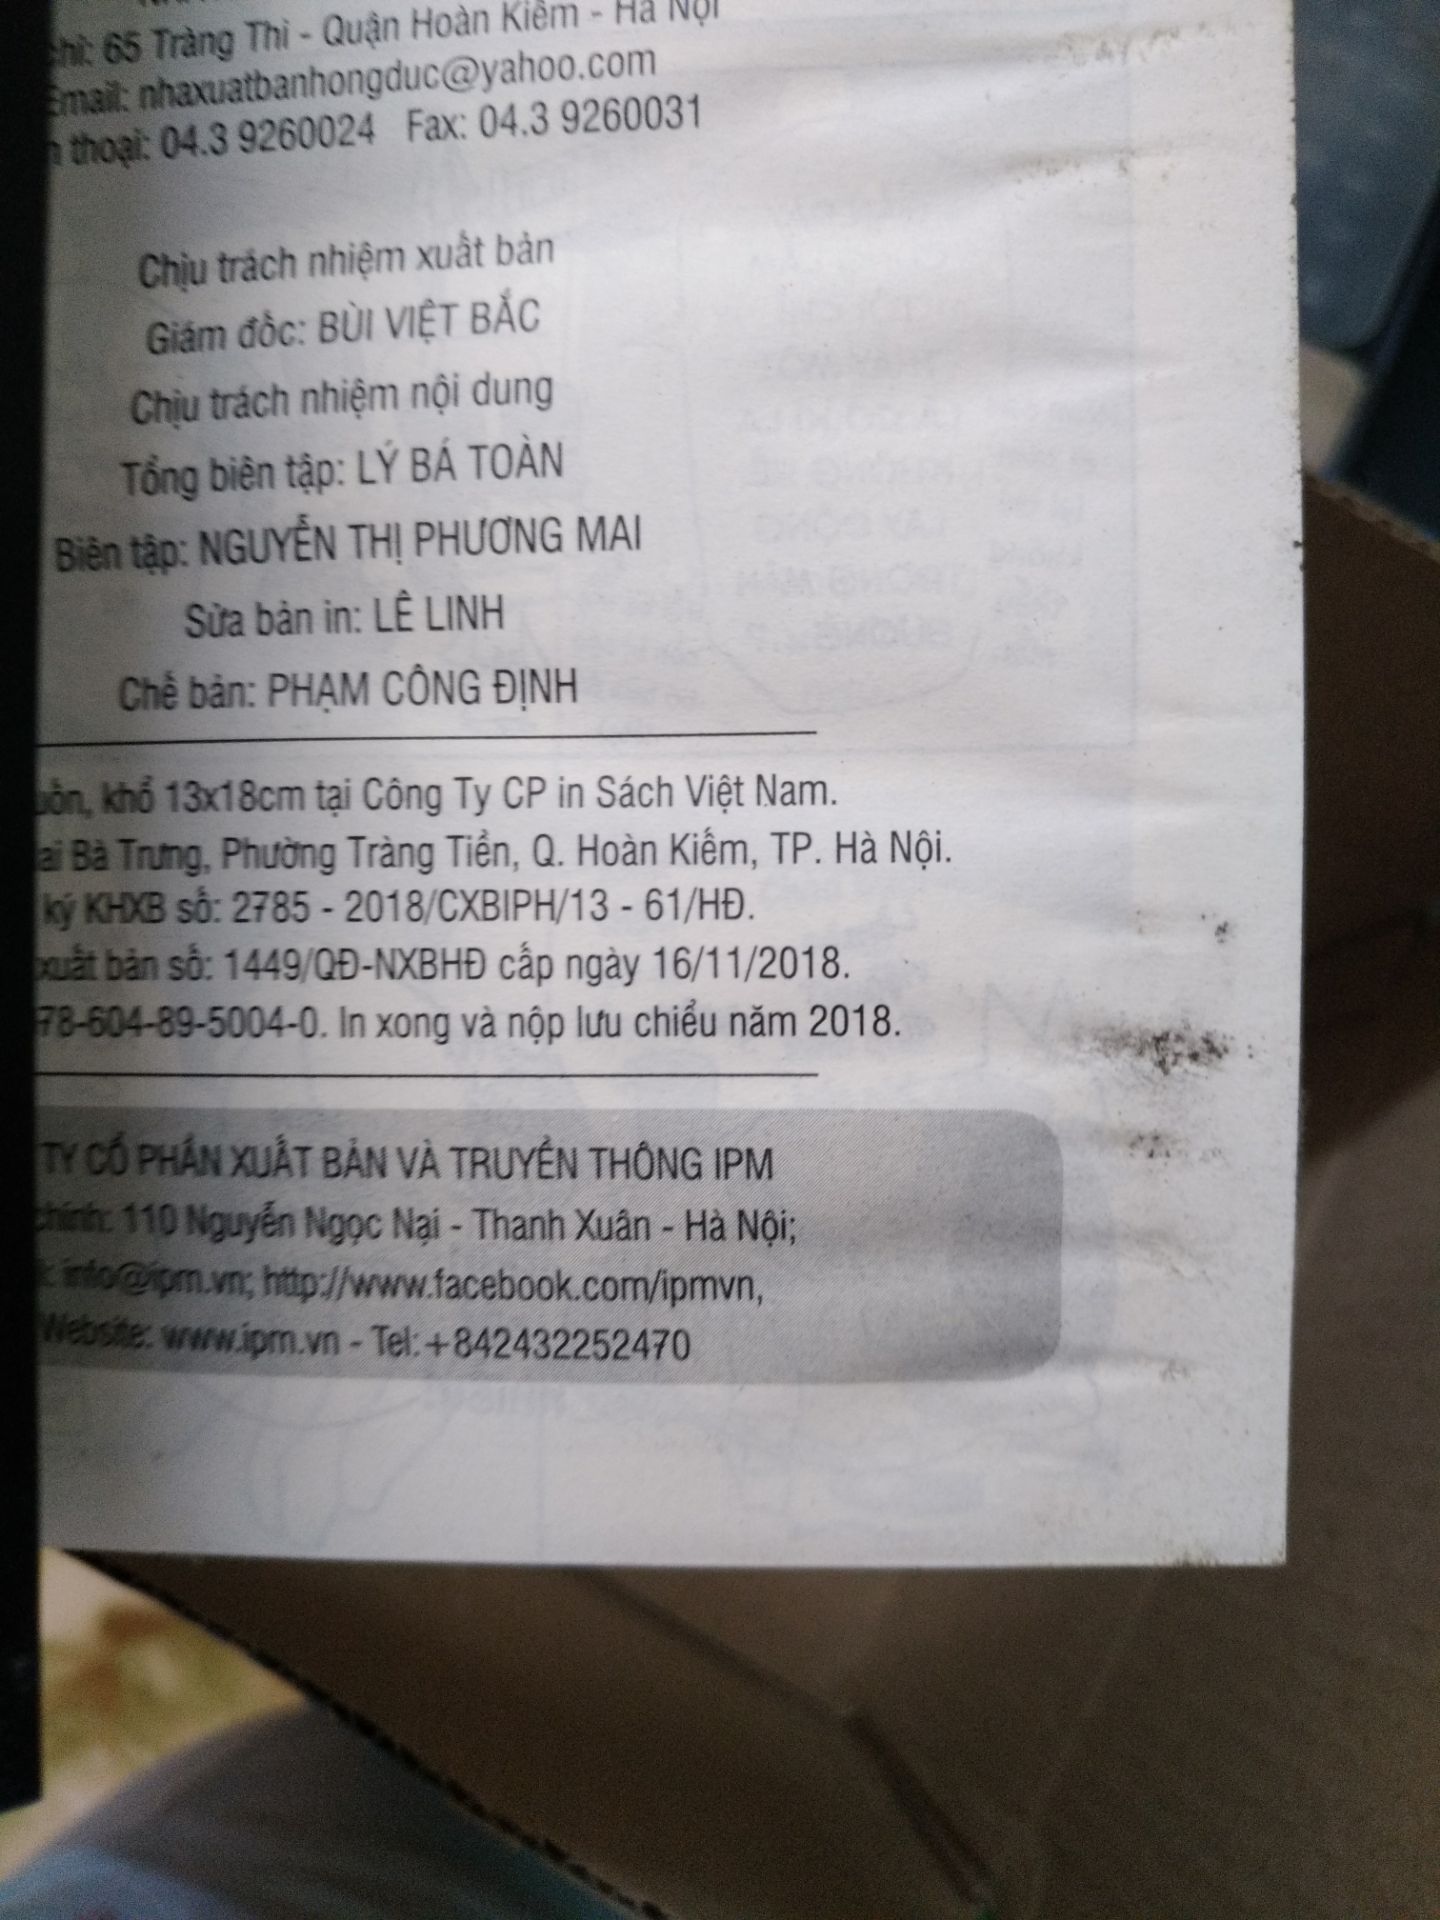 chỉ: 65 Tràng Thi - Quận Hoàn Kiếm - Hà Nội
Email: nhaxuatbanhongduc@yahoo.com
thoại: 04.3 9260024 Fax: 04.3 9260031
Chịu trách nhiệm xuất bản
Giám đốc: BÙI VIỆT BẮC
Chịu trách nhiệm nội dung
Tổng biên tập: LÝ BÁ TOÀN
Biên tập: NGUYỄN THỊ PHƯƠNG MAI
Sửa bản in: LÊ LINH
Chế bản: PHẠM CÔNG ĐỊNH
khổ 13x18cm tại Công Ty CP in Sách Việt Nam.
Bà Trưng, Phường Tràng Tiền, Q. Hoàn Kiếm, TP. Hà Nội.
ký KHXB số: 2785 - 2018/CXBIPH/13 - 61/HĐ.
xuất bản số: 1449/QĐ-NXBHĐ cấp ngày 16/11/2018.
78-604-89-5004-0. In xong và nộp lưu chiểu năm 2018.
TY CỔ PHẦN XUẤT BẢN VÀ TRUYỀN THÔNG IPM
chính: 110 Nguyễn Ngọc Nại - Thanh Xuân - Hà Nội;
info@ipm.vn; http://www.facebook.com/ipmvn,
Website: www.ipm.vn - Tel:+842432252470